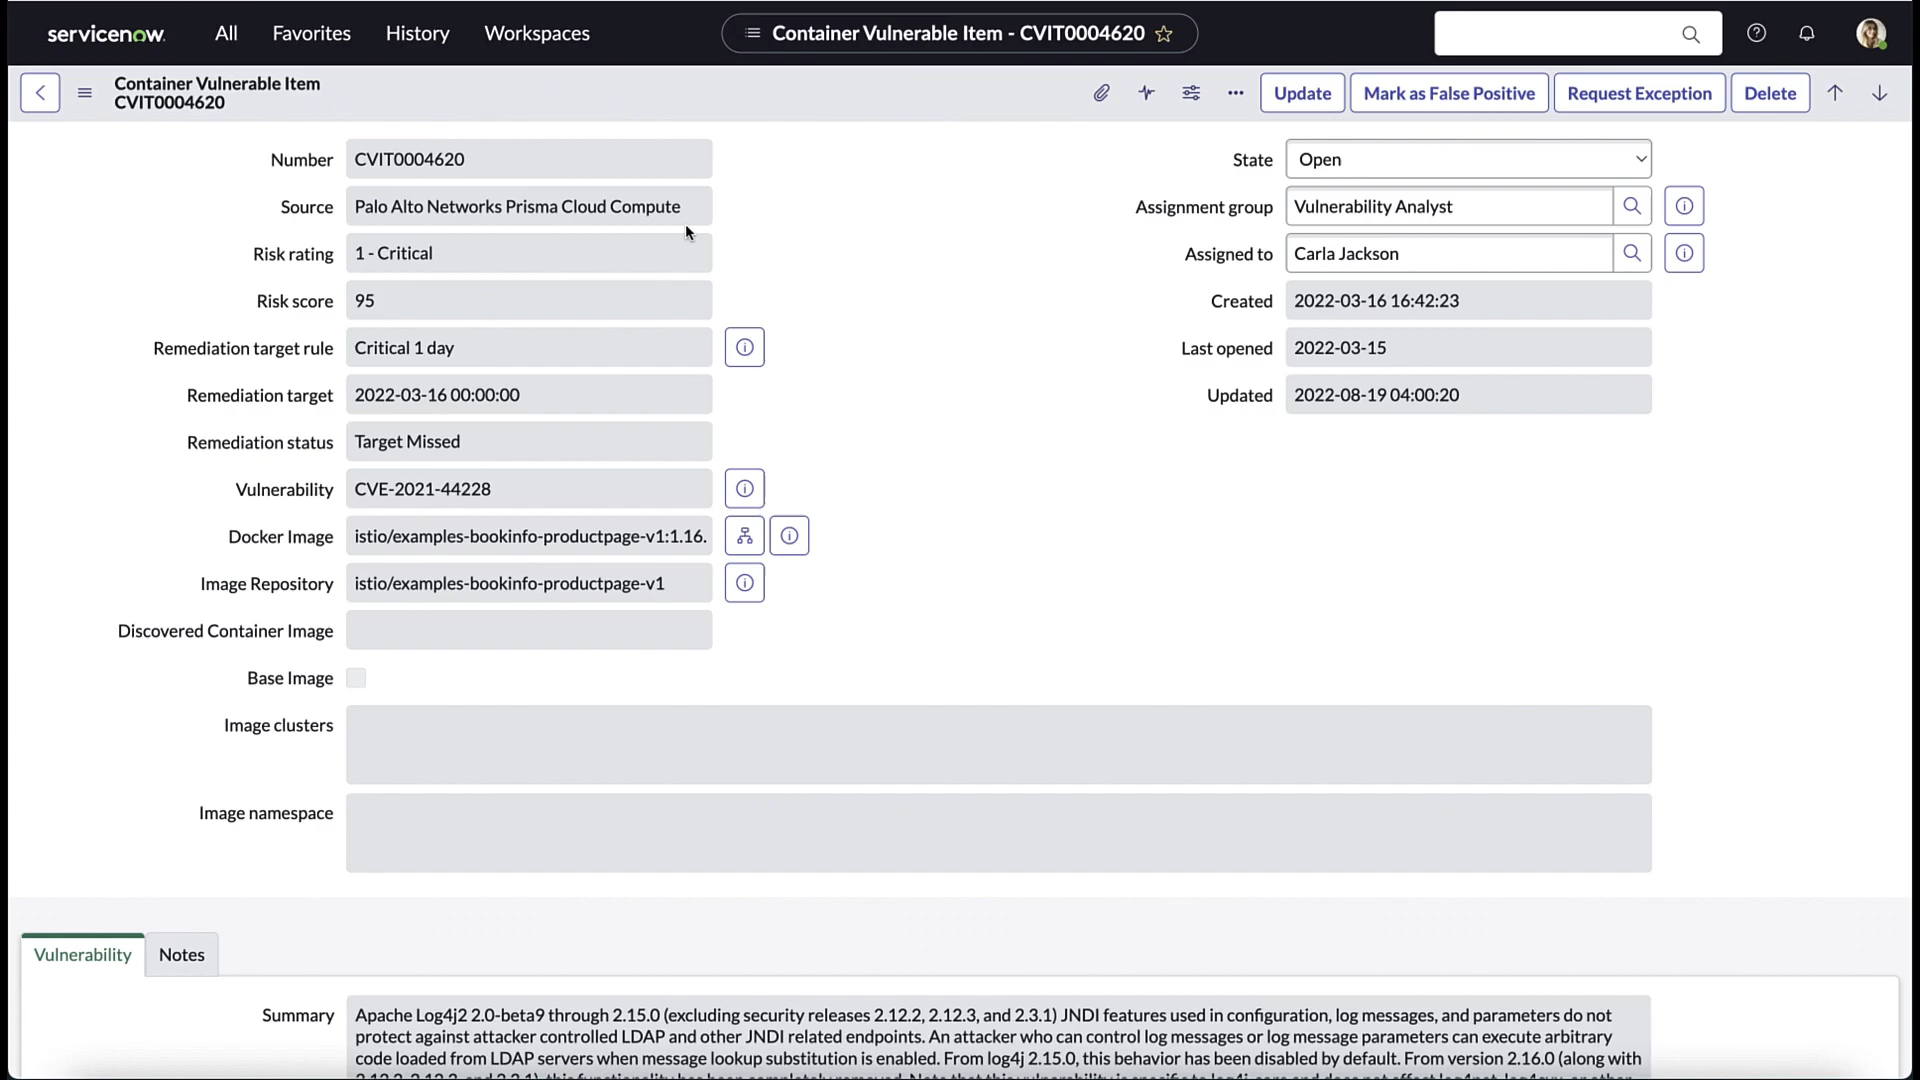 servicenow.
All
Favorites
History
Workspaces
Container Vulnerable Item - CVIT0004620
Container Vulnerable Item
CVIT0004620
Update
Mark as False Positive
Request Exception
Delete
Number CVIT0004620
Source Palo Alto Networks Prisma Cloud Compute
Risk rating 1 - Critical
Risk score 95
Remediation target rule Critical 1 day
Remediation target 2022-03-16 00:00:00
Remediation status Target Missed
Vulnerability CVE-2021-44228
Docker Image istio/examples-bookinfo-productpage-v1:1.16.
Image Repository istio/examples-bookinfo-productpage-v1
Discovered Container Image
Base Image
Image clusters
Image namespace
State Open
Assignment group Vulnerability Analyst
Assigned to Carla Jackson
Created 2022-03-16 16:42:23
Last opened 2022-03-15
Updated 2022-08-19 04:00:20
Vulnerability
Notes
Summary
Apache Log4j2 2.0-beta9 through 2.15.0 (excluding security releases 2.12.2, 2.12.3, and 2.3.1) JNDI features used in configuration, log messages, and parameters do not
protect against attacker controlled LDAP and other JNDI related endpoints. An attacker who can control log messages or log message parameters can execute arbitrary
code loaded from LDAP servers when message lookup substitution is enabled. From log4j 2.15.0, this behavior has been disabled by default. From version 2.16.0 (along with